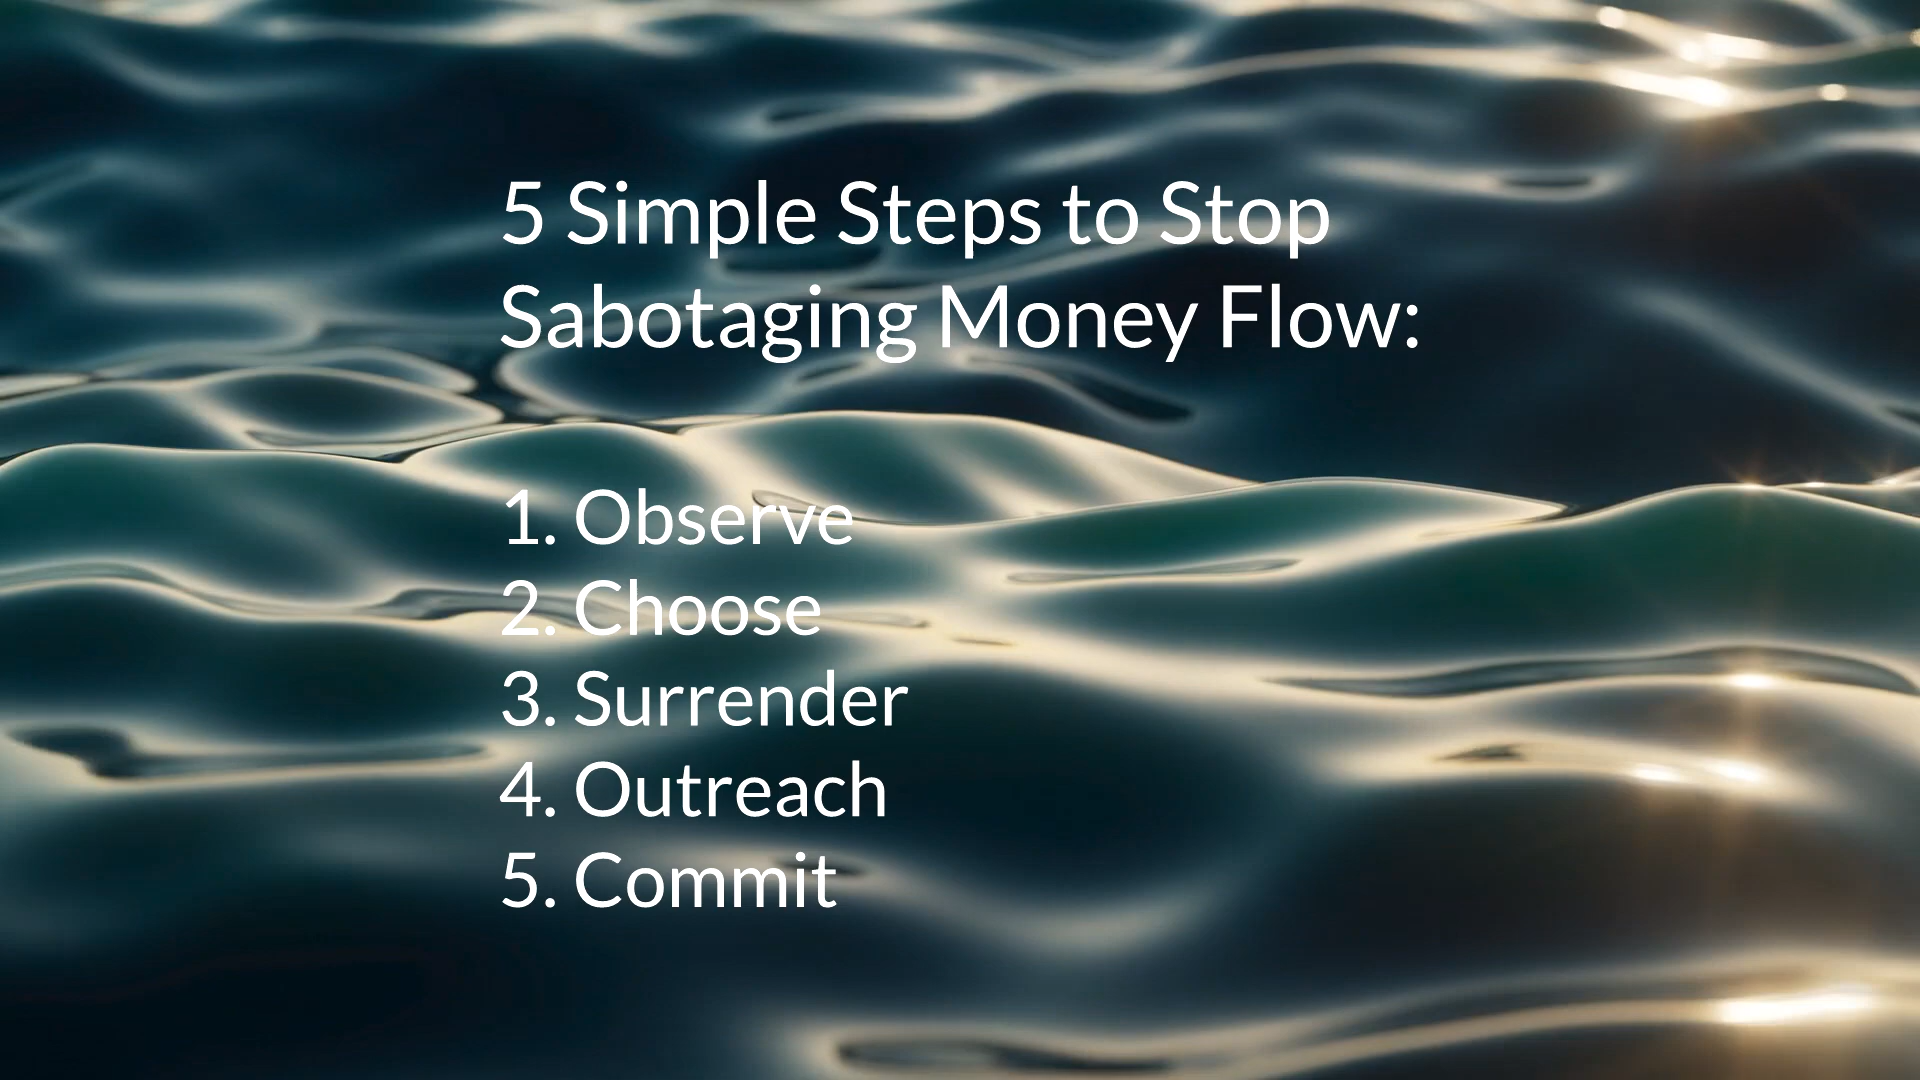 5 Simple Steps to Stop
Sabotaging Money Flow:
1. Observe
2. Choose
3. Surrender
4. Outreach
5. Commit